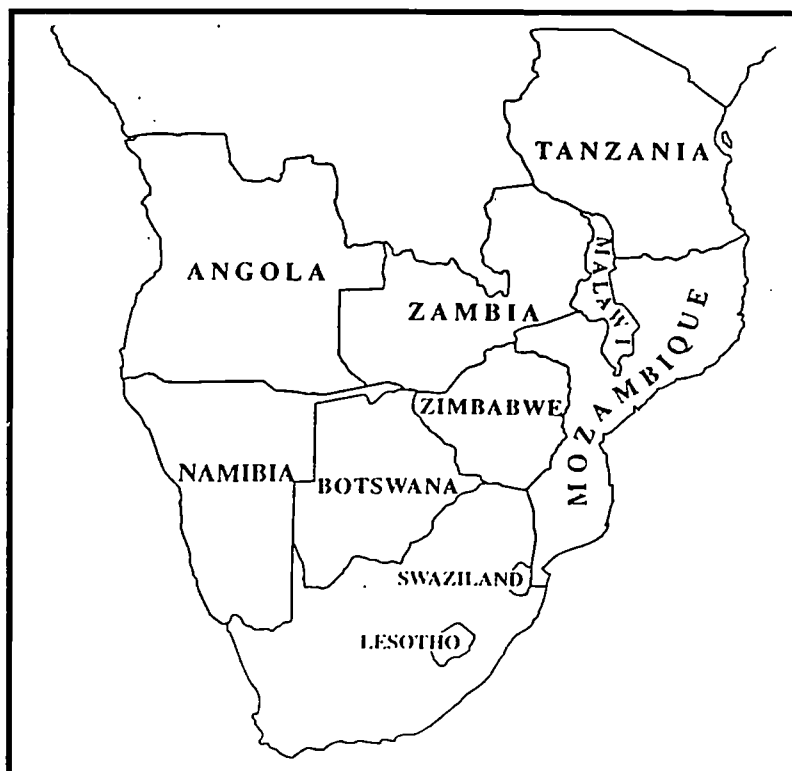 TANZANIA
ANGOLA
MALAWI
ZAMBIA
MOZAMBIQUE
ZIMBABWE
NAMIBIA
BOTSWANA
SWAZILAND
LESOTHO